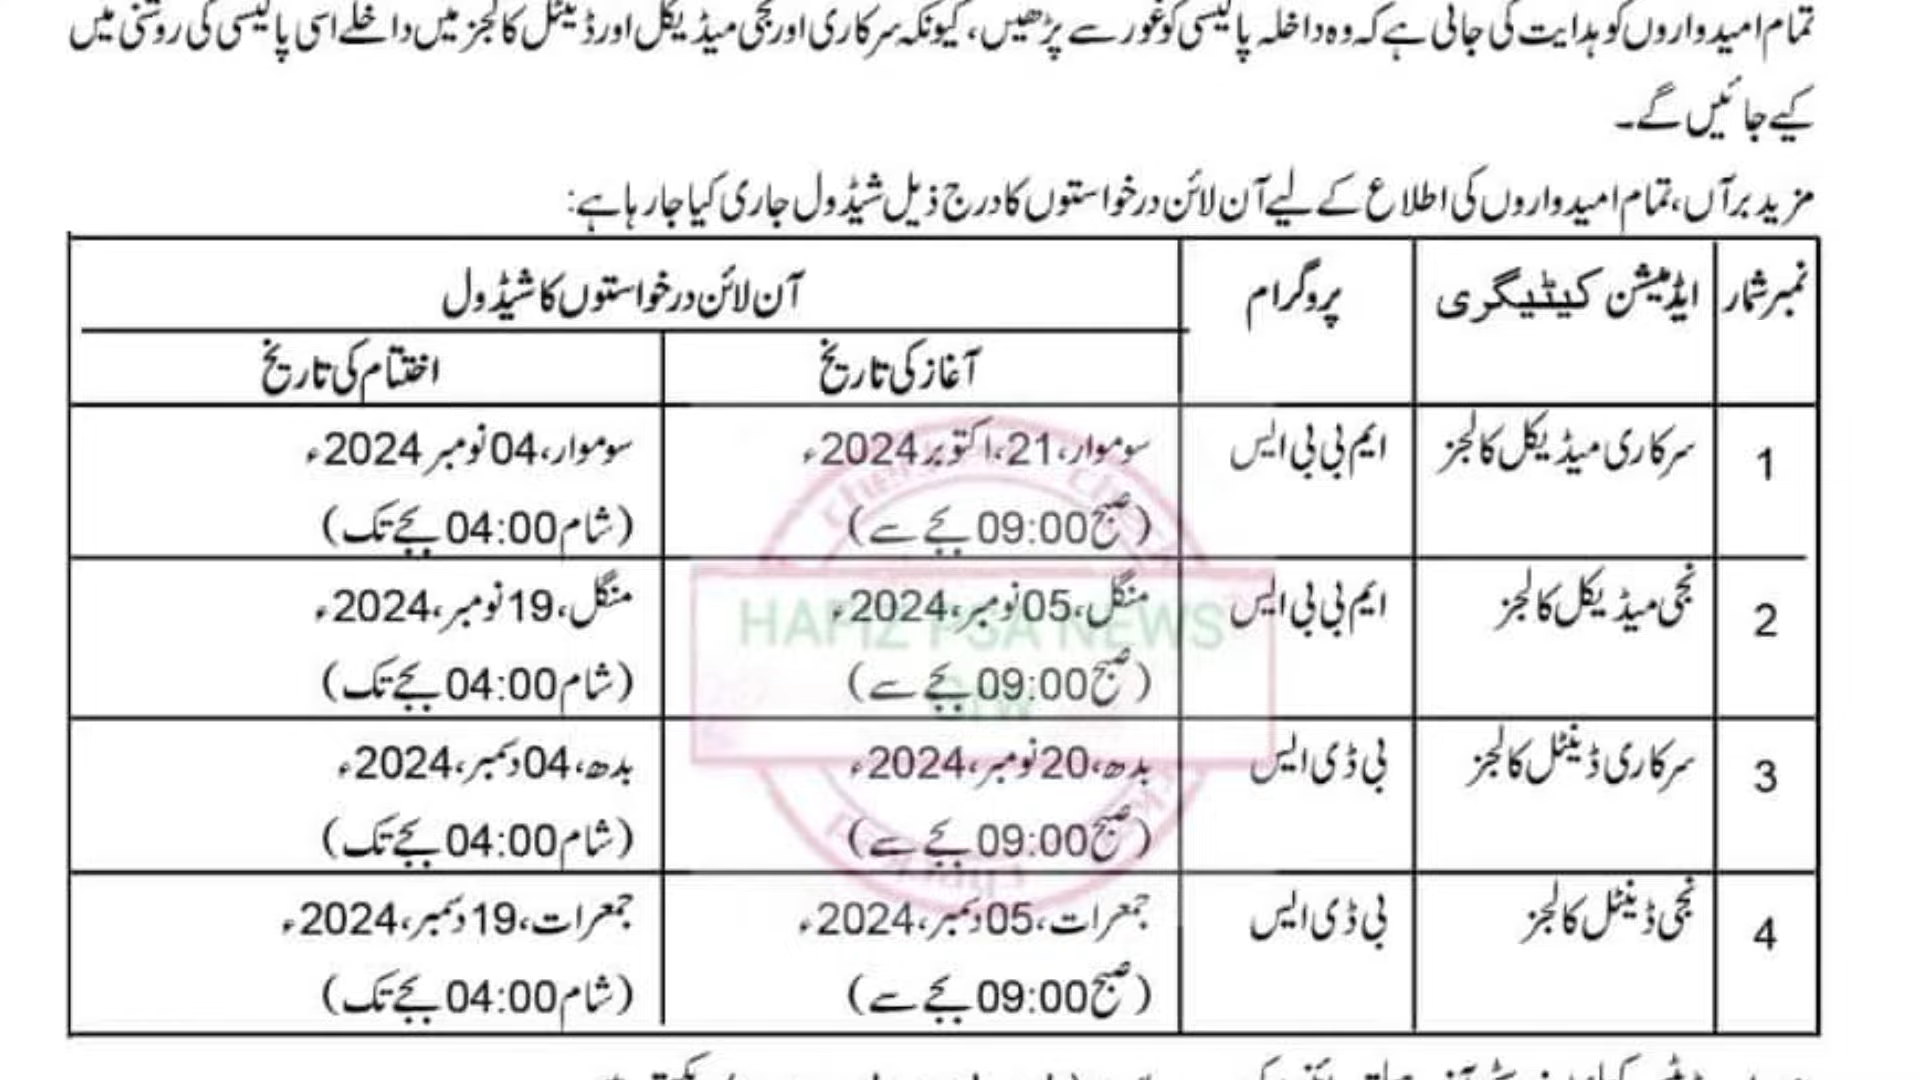 تمام امیدواروں کو ہدایت کی جاتی ہے کہ وہ داخلہ پالیسی کو غور سے پڑھیں، کیونکہ سرکاری اور نجی میڈیکل اور ڈینٹل کالجز میں داخلے اسی پالیسی کی روشنی میں
کیے جائیں گے۔
مزید برآں، تمام امیدواروں کی اطلاع کے لیے آن لائن درخواستوں کا درج ذیل شیڈول جاری کیا جا رہا ہے:
نمبر شمار ایڈمیشن کیٹیگری پروگرام آن لائن درخواستوں کا شیڈول
آغاز کی تاریخ اختتام کی تاریخ
1 سرکاری میڈیکل کالجز ایم بی بی ایس سوموار، 21،اکتوبر 2024ء سوموار، 04 نومبر 2024ء
(صبح 09:00 بجے سے) (شام 04:00 بجے تک)
2 نجی میڈیکل کالجز ایم بی بی ایس منگل، 05 نومبر، 2024ء منگل، 19 نومبر، 2024ء
(صبح 09:00 بجے سے) (شام 04:00 بجے تک)
3 سرکاری ڈینٹل کالجز بی ڈی ایس بدھ، 20 نومبر، 2024ء بدھ، 04 دسمبر، 2024ء
(صبح 09:00 بجے سے) (شام 04:00 بجے تک)
4 نجی ڈینٹل کالجز بی ڈی ایس جمعرات، 05 دسمبر، 2024ء جمعرات، 19 دسمبر، 2024ء
(صبح 09:00 بجے سے) (شام 04:00 بجے تک)
HAFIZ PSA NEWS